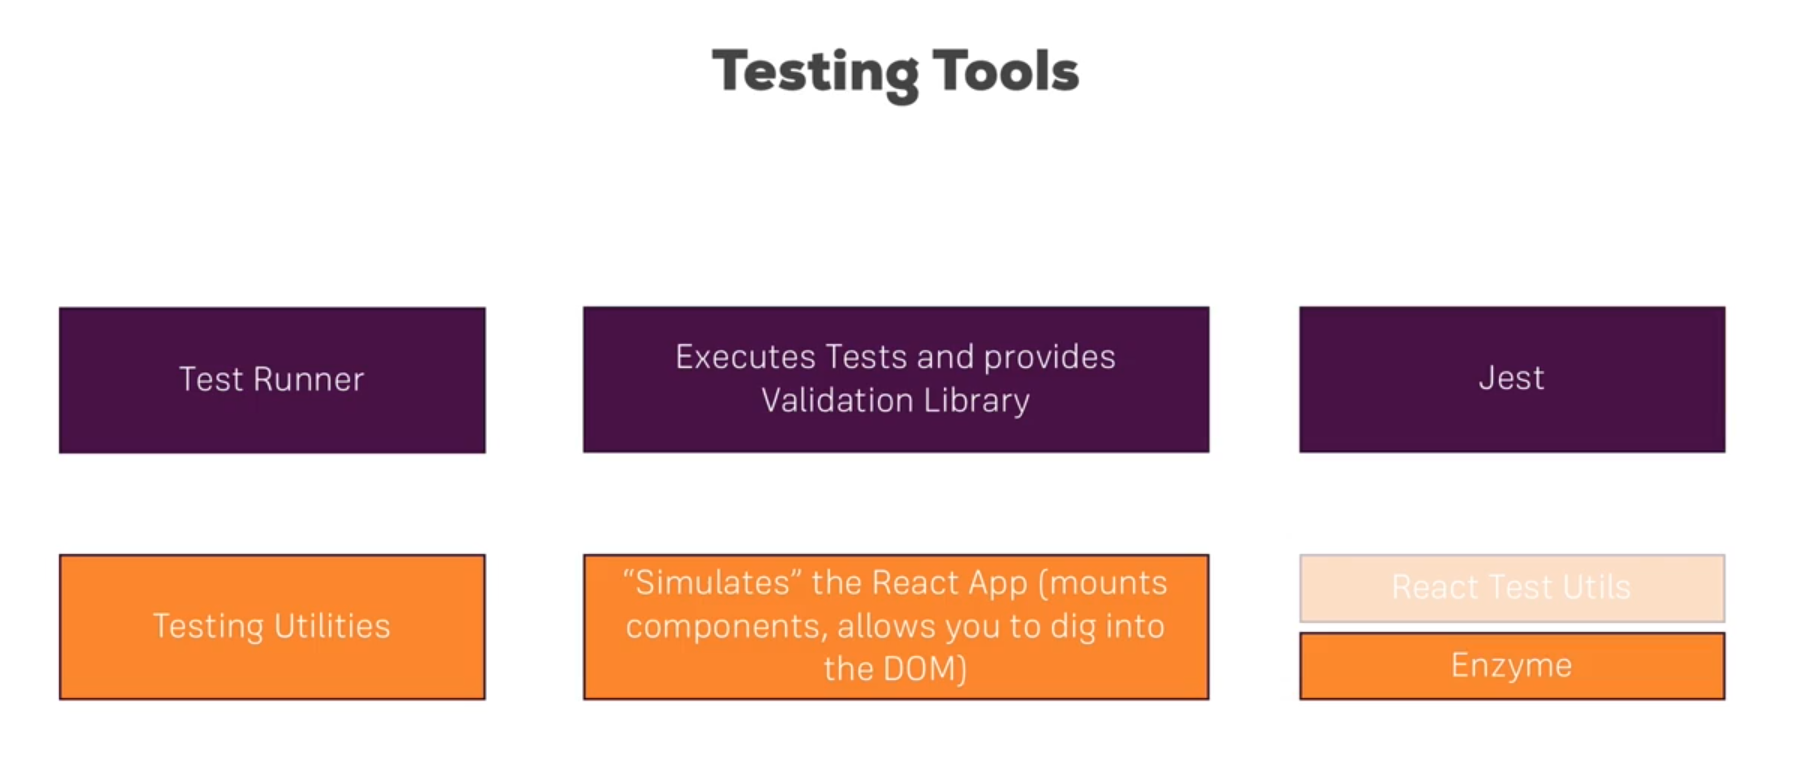 Testing Tools
Test Runner
Executes Tests and provides
Validation Library
Jest
Testing Utilities
“Simulates” the React App (mounts
components, allows you to dig into
the DOM)
React Test Utils
Enzyme